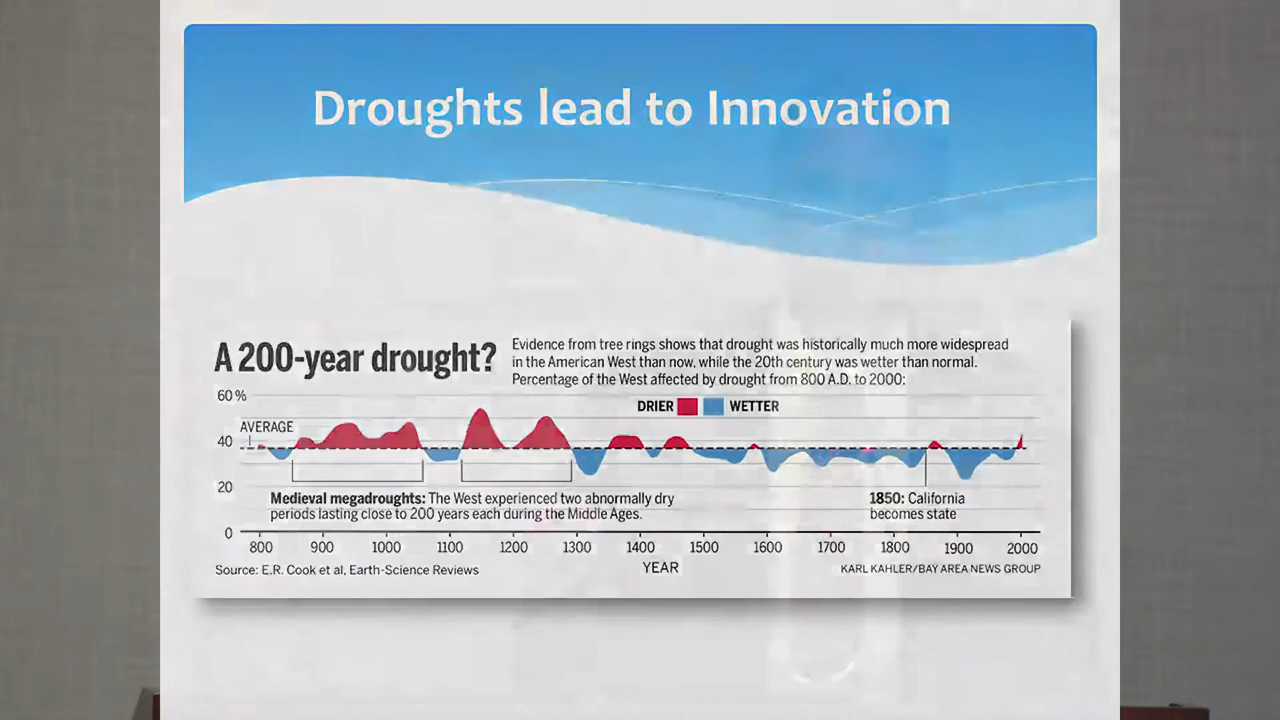 Droughts lead to Innovation
A 200-year drought?
Evidence from tree rings shows that drought was historically much more widespread
in the American West than now, while the 20th century was wetter than normal.
Percentage of the West affected by drought from 800 A.D. to 2000:
60%
DRIER WETTER
AVERAGE
40
20
Medieval megadroughts: The West experienced two abnormally dry
periods lasting close to 200 years each during the Middle Ages.
1850: California
becomes state
0
800 900 1000 1100 1200 1300 1400 1500 1600 1700 1800 1900 2000
YEAR
Source: E.R. Cook et al, Earth-Science Reviews
KARL KAHLER/BAY AREA NEWS GROUP